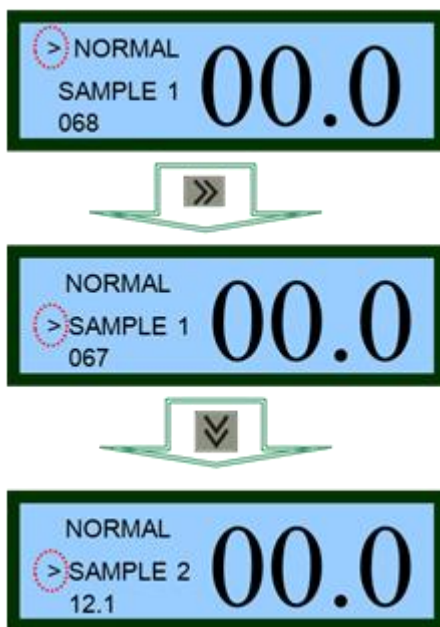 > NORMAL
SAMPLE 1
068
00.0
NORMAL
> SAMPLE 1
067
00.0
NORMAL
> SAMPLE 2
12.1
00.0